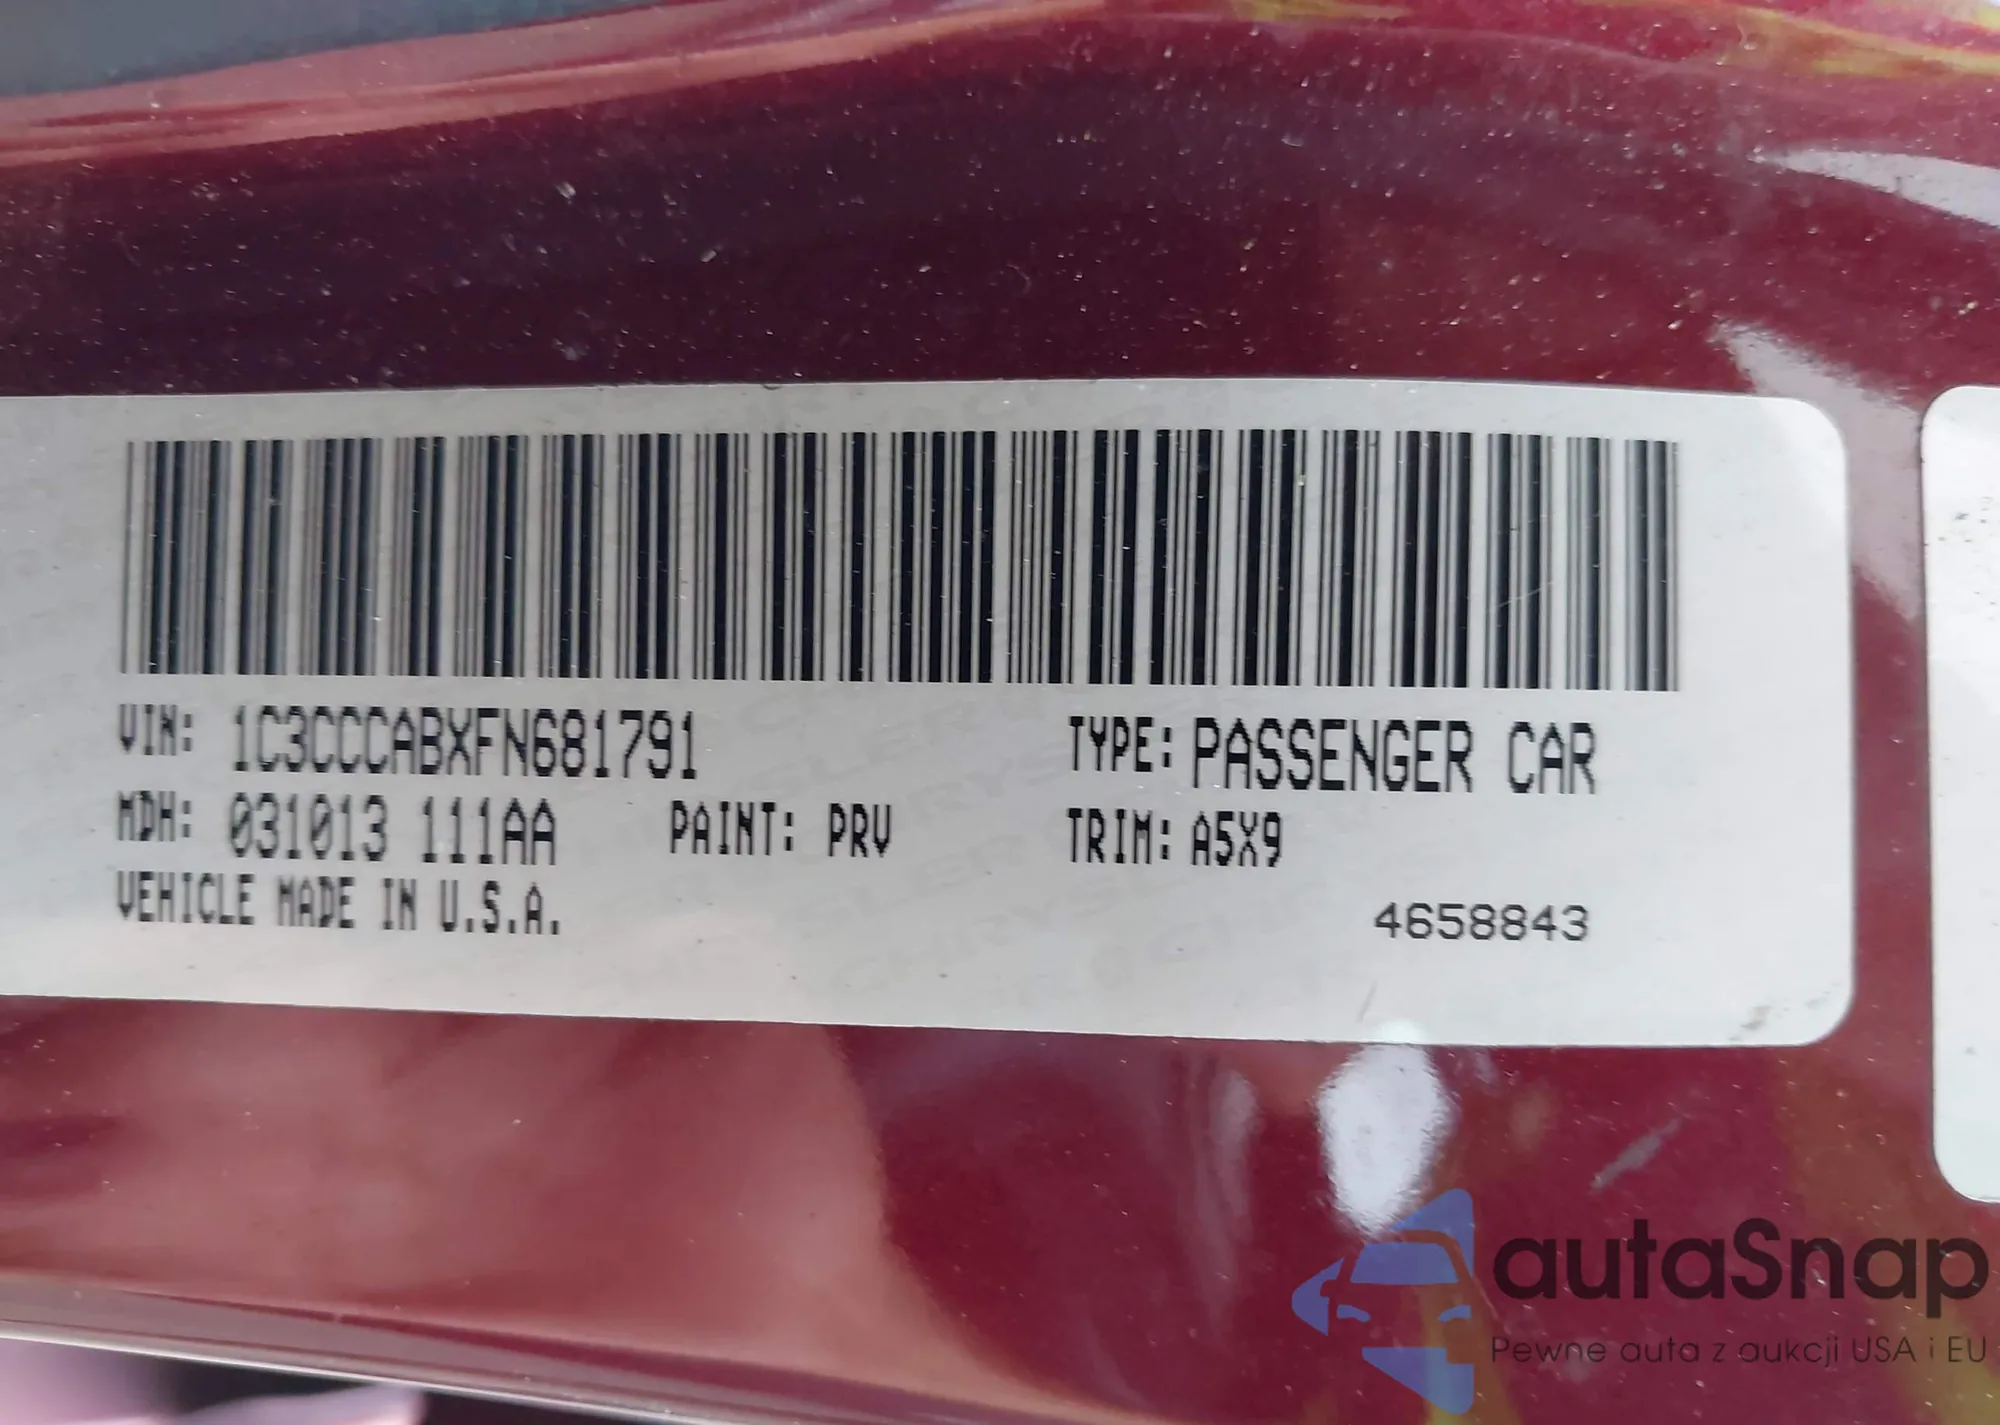 VIN: 1C3CCCABXFN681791 TYPE: PASSENGER CAR
MDH: 031013 111AA PAINT: PRV TRIM: A5X9
VEHICLE MADE IN U.S.A.
4658843
autaSnap
Pewne auta z aukcji USA i EU